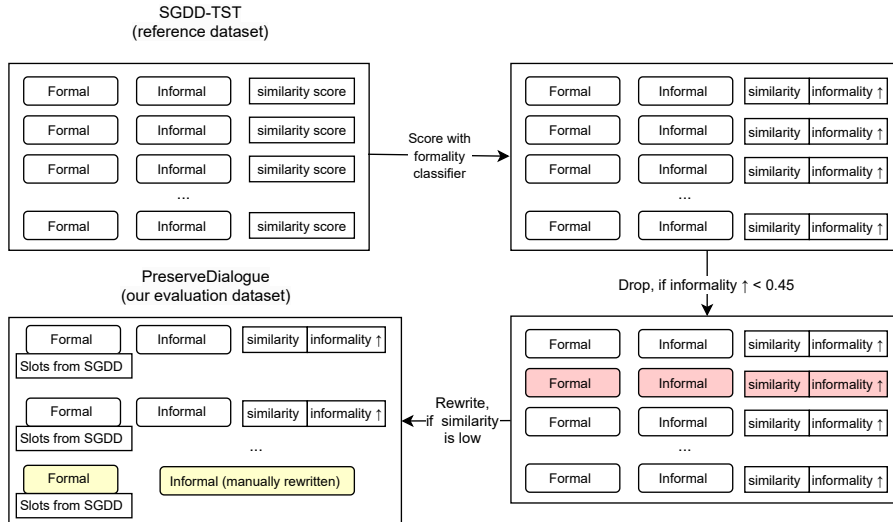 SGDD-TST
(reference dataset)
Formal Informal similarity score
Formal Informal similarity score
Formal Informal similarity score
...
Formal Informal similarity score
Score with
formality
classifier
Formal Informal similarity informality ↑
Formal Informal similarity informality ↑
Formal Informal similarity informality ↑
...
Formal Informal similarity informality ↑
Drop, if informality ↑ < 0.45
Formal Informal similarity informality ↑
Formal Informal similarity informality ↑
Formal Informal similarity informality ↑
...
Formal Informal similarity informality ↑
Rewrite,
if similarity
is low
PreserveDialogue
(our evaluation dataset)
Formal Informal similarity informality ↑
Slots from SGDD
Formal Informal similarity informality ↑
Slots from SGDD
...
Formal Informal (manually rewritten)
Slots from SGDD